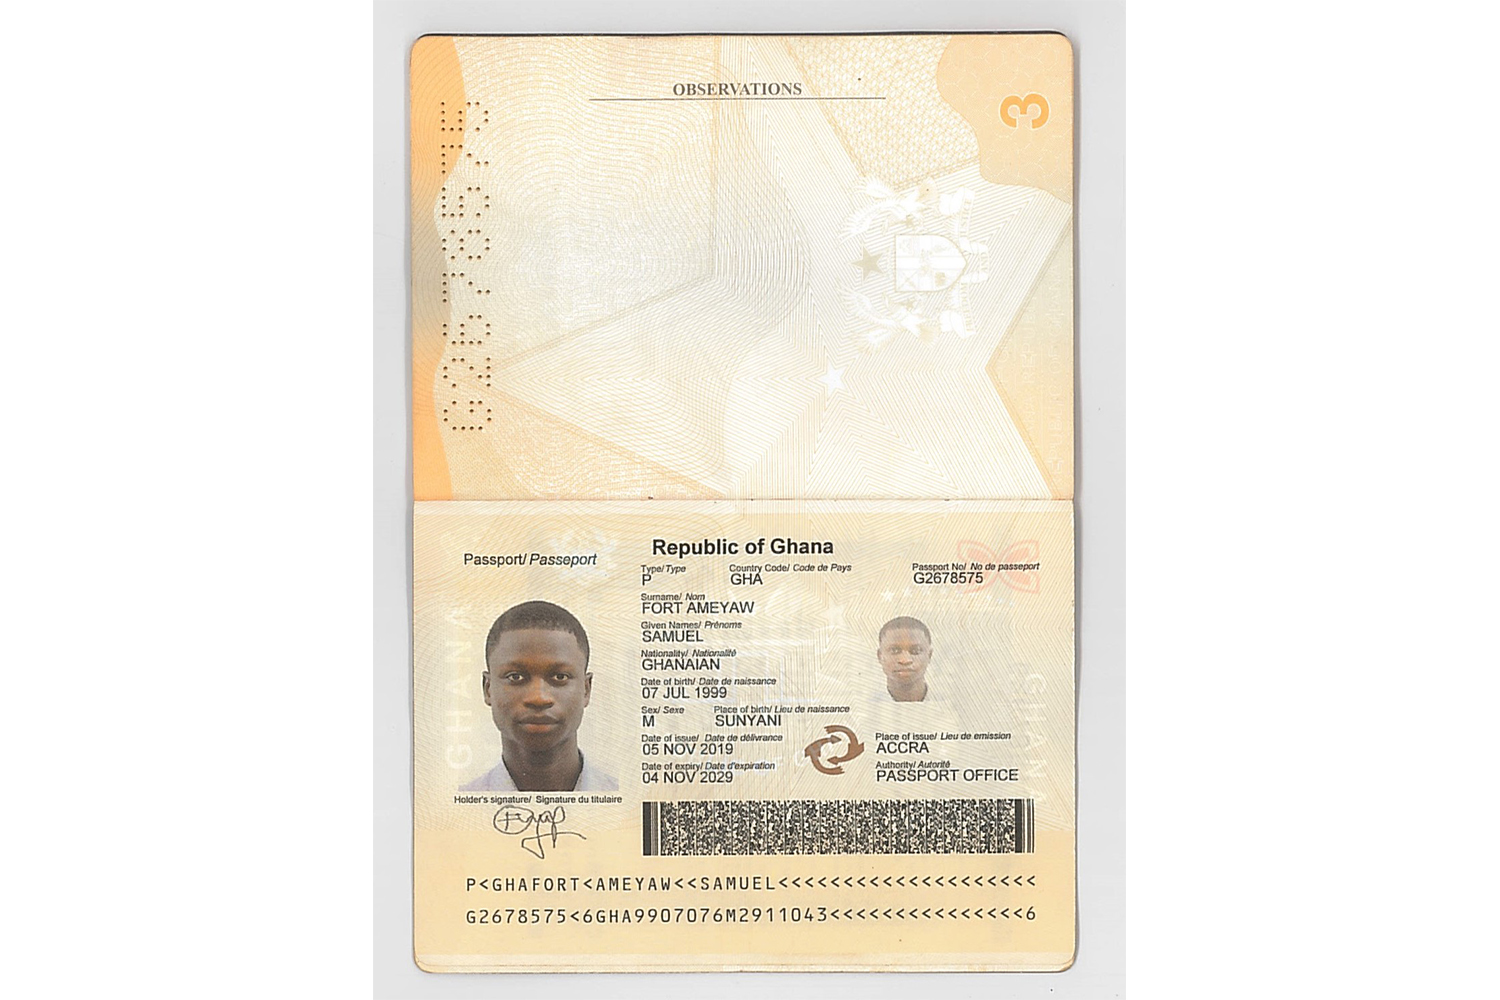 OBSERVATIONS
3
G2678575
Passport/ Passeport
Republic of Ghana
Type/ Type
Country Code/ Code de Pays
Passport No/ No de passeport
P
GHA
G2678575
Surname/ Nom
FORT AMEYAW
Given Names/ Prénoms
SAMUEL
Nationality/ Nationalité
GHANAIAN
Date of birth/ Date de naissance
07 JUL 1999
Sex/ Sexe
Place of birth/ Lieu de naissance
M
SUNYANI
Date of issue/ Date de délivrance
05 NOV 2019
Place of issue/ Lieu de emission
ACCRA
Date of expiry/ Date d'expiration
04 NOV 2029
Authority/ Autorité
PASSPORT OFFICE
GHANA
GHANA
Holder's signature/ Signature du titulaire
P<GHAFORT<AMEYAW<<SAMUEL<<<<<<<<<<<<<<<<<<<<
G2678575<6GHA9907076M2911043<<<<<<<<<<<<<<<6